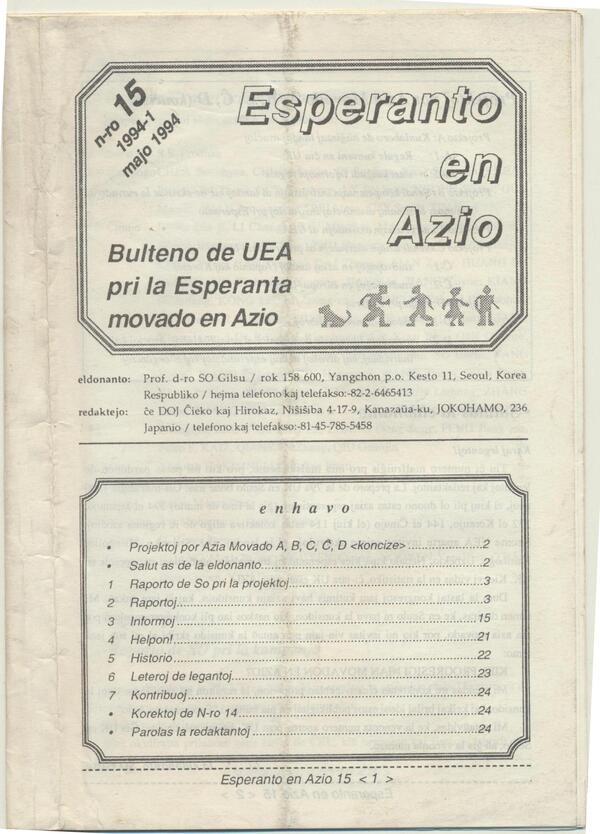 n-ro 15
1994-1
majo 1994
Esperanto
en
Azio
Bulteno de UEA
pri la Esperanta
movado en Azio
eldonanto: Prof. d-ro SO Gilsu / rok 158 600, Yangchon p.o. Kesto 11, Seoul, Korea
Respubliko / hejma telefono kaj telefakso:-82-2-6465413
redaktejo: ĉe DOJ Ĉieko kaj Hirokaz, Niŝiŝiba 4-17-9, Kanazaŭa-ku, JOKOHAMO, 236
Japanio / telefono kaj telefakso:-81-45-785-5458
enhavo
• Projektoj por Azia Movado A, B, C, Ĉ, D <koncize>...................2
• Salut as de la eldonanto...................2
1 Raporto de So pri la projektoj...................3
2 Raportoj...................3
3 Informoj...................15
4 Helpon!...................21
5 Historio...................22
6 Leteroj de legantoj...................23
7 Kontribuoj...................24
• Korektoj de N-ro 14...................24
• Parolas la redaktantoj...................24
Esperanto en Azio 15 < 1 >